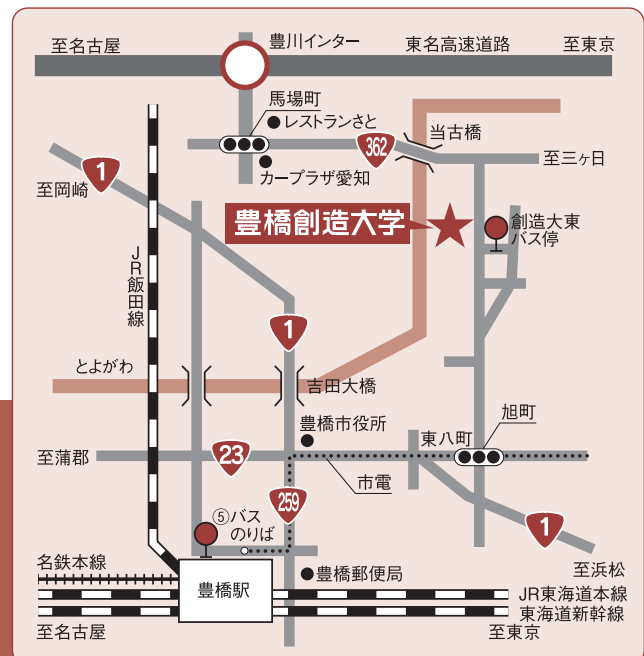 至名古屋
豊川インター
東名高速道路
至東京
馬場町
レストランさと
362
当古橋
至三ヶ日
カープラザ愛知
1
至岡崎
豊橋創造大学
創造大東
バス停
JR飯田線
1
とよがわ
吉田大橋
豊橋市役所
東八町
旭町
至蒲郡
23
市電
259
⑤バス
のりば
1
至浜松
名鉄本線
豊橋駅
豊橋郵便局
JR東海道本線
東海道新幹線
至名古屋
至東京